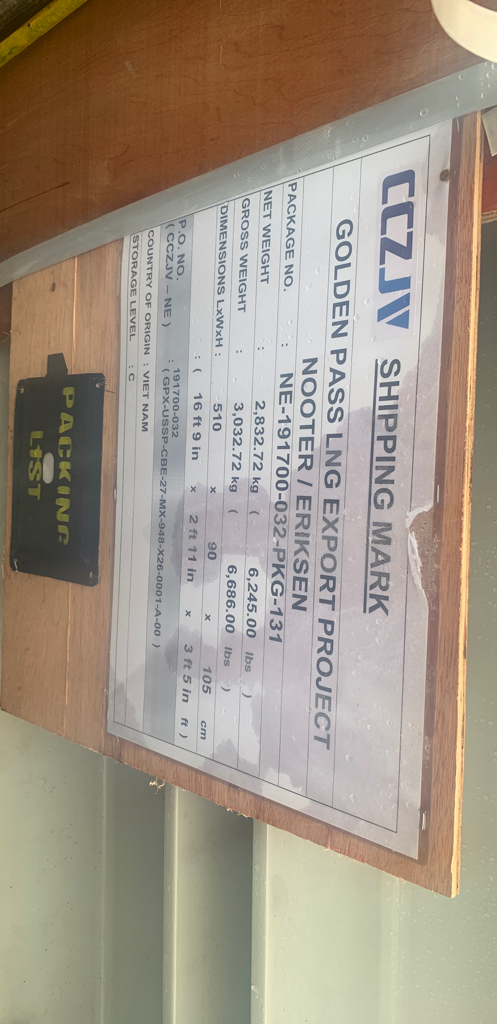 CCZJV SHIPPING MARK
GOLDEN PASS LNG EXPORT PROJECT
NOOTER / ERIKSEN
PACKAGE NO. : NE-191700-032-PKG-131
NET WEIGHT : 2,832.72 kg ( 6,245.00 lbs )
GROSS WEIGHT : 3,032.72 kg ( 6,686.00 lbs )
DIMENSIONS LxWxH : 510 x 90 x 105 cm
: ( 16 ft 9 in x 2 ft 11 in x 3 ft 5 in ft )
P.O. NO. : 191700-032
( CCZJV – NE ) : ( GPX-USSP-CBE-27-MX-948-X26-0001-A-00 )
COUNTRY OF ORIGIN : VIET NAM
STORAGE LEVEL : C
PACKING
LIST